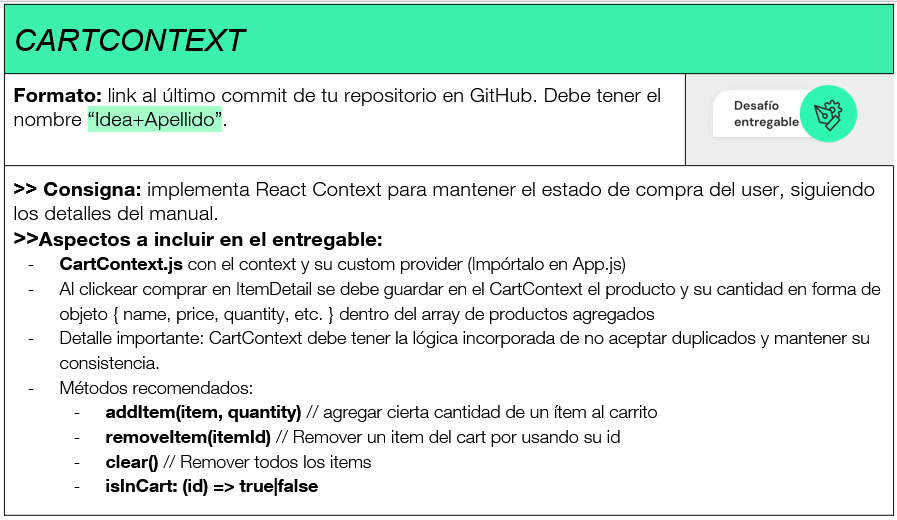 CARTCONTEXT
Formato: link al último commit de tu repositorio en GitHub. Debe tener el
nombre “Idea+Apellido”.
Desafío
entregable
>> Consigna: implementa React Context para mantener el estado de compra del user, siguiendo
los detalles del manual.
>>Aspectos a incluir en el entregable:
- CartContext.js con el context y su custom provider (Impórtalo en App.js)
- Al clickear comprar en ItemDetail se debe guardar en el CartContext el producto y su cantidad en forma de
objeto { name, price, quantity, etc. } dentro del array de productos agregados
- Detalle importante: CartContext debe tener la lógica incorporada de no aceptar duplicados y mantener su
consistencia.
- Métodos recomendados:
- addItem(item, quantity) // agregar cierta cantidad de un ítem al carrito
- removeItem(itemId) // Remover un item del cart por usando su id
- clear() // Remover todos los items
- isInCart: (id) => true|false